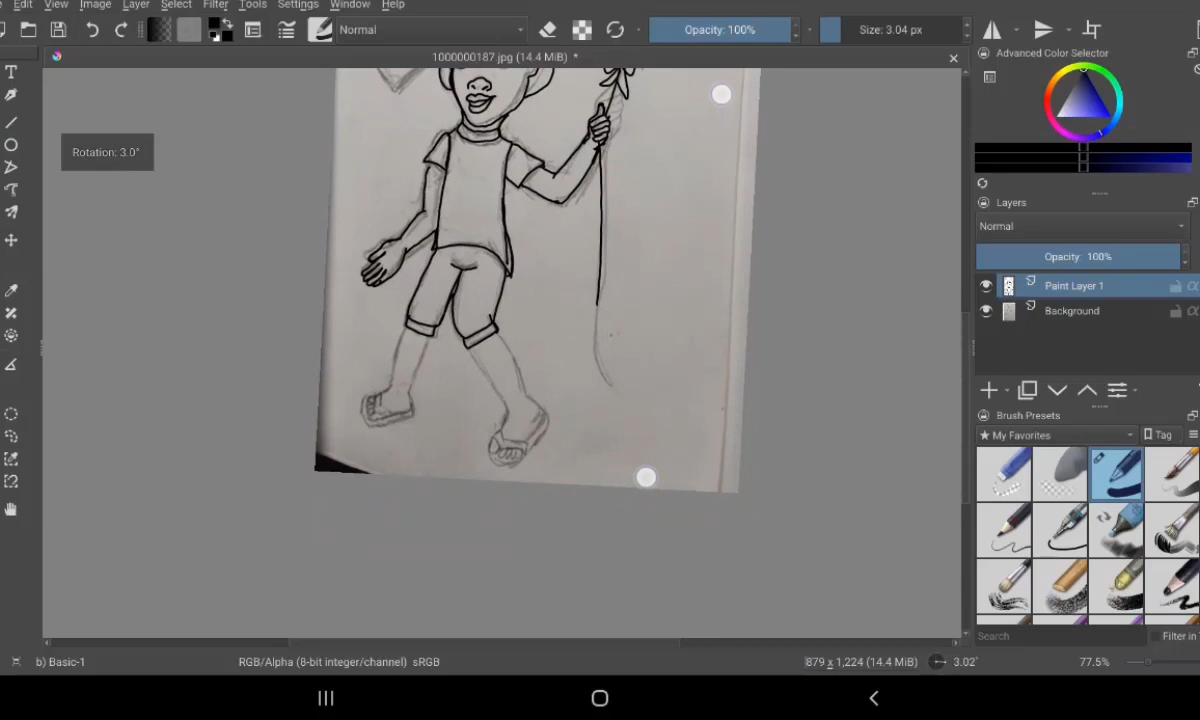 Edit View Image Layer Select Filter Tools Settings Window Help
Normal Opacity: 100% Size: 3.04 px
1000000187.jpg (14.4 MiB) *
Advanced Color Selector
Rotation: 3.0°
Layers
Normal
Opacity: 100%
Paint Layer 1
Background
Brush Presets
★ My Favorites Tag
Search Filter in
b) Basic-1 RGB/Alpha (8-bit integer/channel) sRGB 879 x 1,224 (14.4 MiB) 3.02° 77.5%